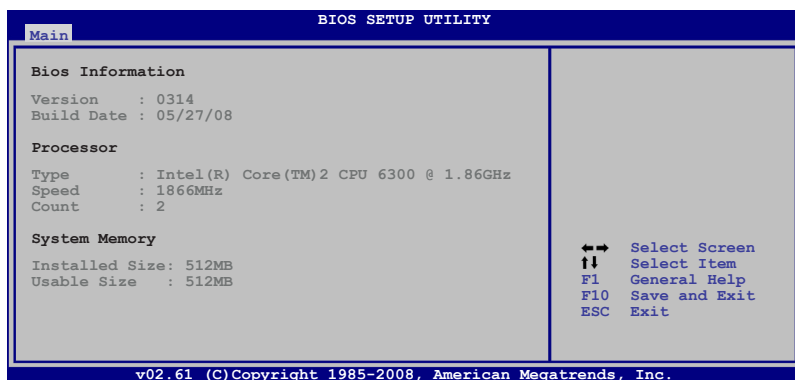 BIOS SETUP UTILITY
Main
Bios Information
Version : 0314
Build Date : 05/27/08
Processor
Type : Intel(R) Core(TM)2 CPU 6300 @ 1.86GHz
Speed : 1866MHz
Count : 2
System Memory
Installed Size: 512MB
Usable Size : 512MB
←→ Select Screen
↑↓ Select Item
F1 General Help
F10 Save and Exit
ESC Exit
v02.61 (C)Copyright 1985-2008, American Megatrends, Inc.